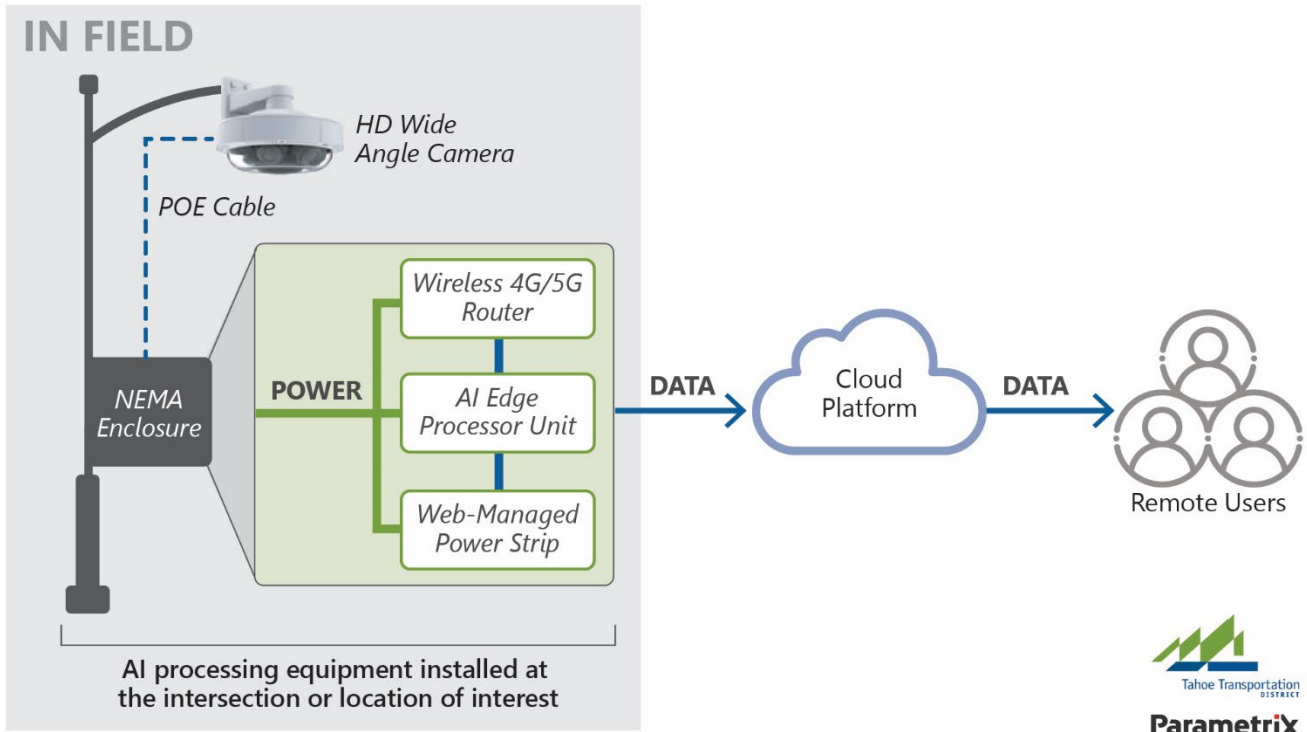 IN FIELD
HD Wide
Angle Camera
POE Cable
NEMA
Enclosure
POWER
Wireless 4G/5G
Router
AI Edge
Processor Unit
Web-Managed
Power Strip
DATA
Cloud
Platform
DATA
Remote Users
AI processing equipment installed at
the intersection or location of interest
Tahoe Transportation
DISTRICT
Parametrix